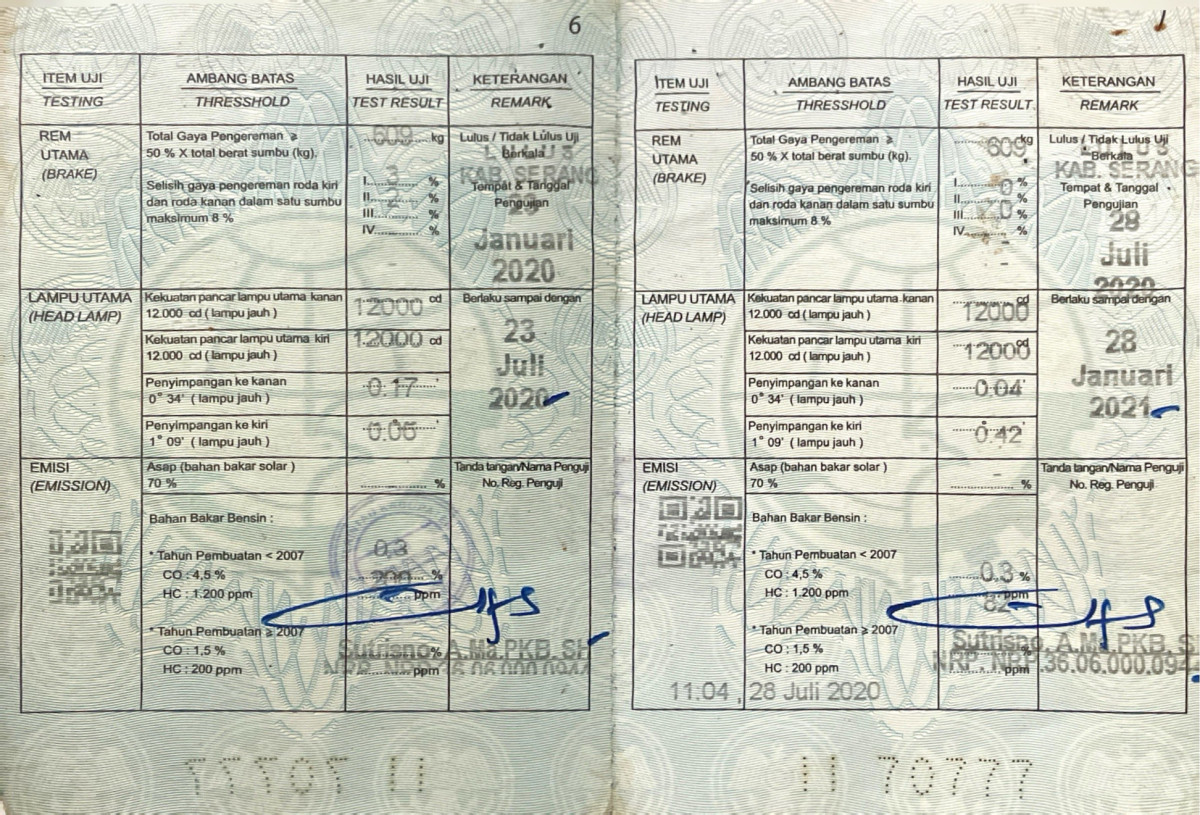 6
ITEM UJI
TESTING
AMBANG BATAS
THRESSHOLD
HASIL UJI
TEST RESULT
KETERANGAN
REMARK
REM
UTAMA
(BRAKE)
Total Gaya Pengereman ≥
50 % X total berat sumbu (kg).
Selisih gaya pengereman roda kiri
dan roda kanan dalam satu sumbu
maksimum 8 %
609 kg
I.......... %
II.......... %
III.......... %
IV.......... %
Lulus / Tidak Lulus Uji
Berkala
KAB. SERANG
Tempat & Tanggal
Pengujian
Januari
2020
LAMPU UTAMA
(HEAD LAMP)
Kekuatan pancar lampu utama kanan
12.000 cd ( lampu jauh )
12000 cd
Kekuatan pancar lampu utama kiri
12.000 cd ( lampu jauh )
12000 cd
Penyimpangan ke kanan
0° 34' ( lampu jauh )
0.17 '
Penyimpangan ke kiri
1° 09' ( lampu jauh )
0.06 '
Berlaku sampai dengan
23
Juli
2020
EMISI
(EMISSION)
Asap (bahan bakar solar )
70 %
................ %
Bahan Bakar Bensin :
* Tahun Pembuatan < 2007
CO : 4,5 %
HC : 1.200 ppm
* Tahun Pembuatan ≥ 2007
CO : 1,5 %
HC : 200 ppm
0,3
200 %
ppm
%
ppm
Tanda tangan/Nama Penguji
No. Reg. Penguji
Sutrisno A.Ma.PKB, SH
77707 11
ITEM UJI
TESTING
AMBANG BATAS
THRESSHOLD
HASIL UJI
TEST RESULT
KETERANGAN
REMARK
REM
UTAMA
(BRAKE)
Total Gaya Pengereman ≥
50 % X total berat sumbu (kg).
Selisih gaya pengereman roda kiri
dan roda kanan dalam satu sumbu
maksimum 8 %
609 kg
I.......... %
II.......... 0 %
III.......... 0 %
IV.......... %
-
Lulus / Tidak Lulus Uji
Berkala
KAB. SERANG
Tempat & Tanggal
Pengujian
28
Juli
2020
LAMPU UTAMA
(HEAD LAMP)
Kekuatan pancar lampu utama kanan
12.000 cd ( lampu jauh )
12000 cd
Kekuatan pancar lampu utama kiri
12.000 cd ( lampu jauh )
12000 cd
Penyimpangan ke kanan
0° 34' ( lampu jauh )
0.04 '
Penyimpangan ke kiri
1° 09' ( lampu jauh )
0.42 '
Berlaku sampai dengan
28
Januari
2021
EMISI
(EMISSION)
Asap (bahan bakar solar )
70 %
-
................ %
Bahan Bakar Bensin :
* Tahun Pembuatan < 2007
CO : 4,5 %
HC : 1.200 ppm
* Tahun Pembuatan ≥ 2007
CO : 1,5 %
HC : 200 ppm
0.3 %
82 ppm
%
ppm
Tanda tangan/Nama Penguji
No. Reg. Penguji
Sutrisno, A.Ma.PKB, S
NRP. NRP.36.06.000.094
11:04 , 28 Juli 2020
11 70777